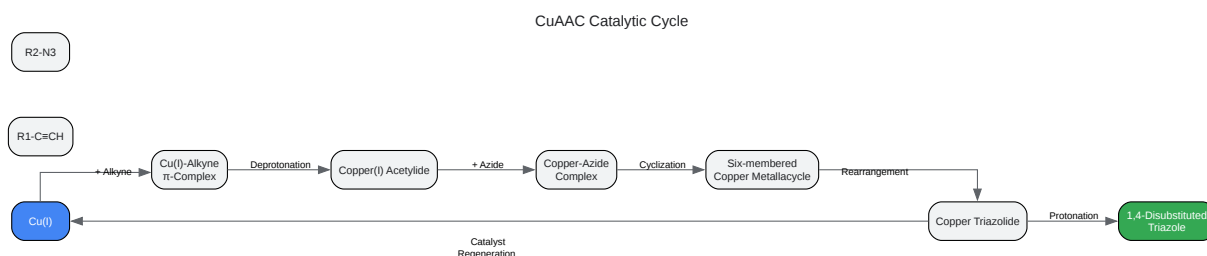 CuAAC Catalytic Cycle
R2-N3
R1-C≡CH
+ Alkyne
Cu(I)-Alkyne
π-Complex
Deprotonation
Copper(I) Acetylide
+ Azide
Copper-Azide
Complex
Cyclization
Six-membered
Copper Metallacycle
Rearrangement
Cu(I)
Copper Triazolide
Protonation
1,4-Disubstituted
Triazole
Catalyst
Regeneration